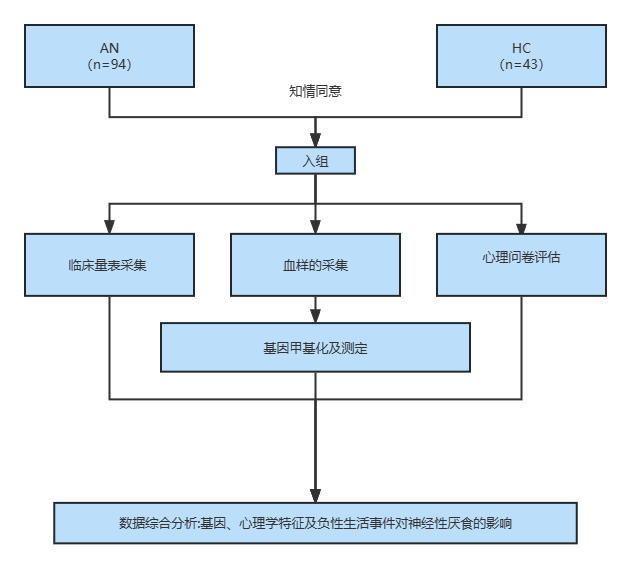 AN
(n=94)
HC
(n=43)
知情同意
入组
临床量表采集
血样的采集
心理问卷评估
基因甲基化及测定
数据综合分析:基因、心理学特征及负性生活事件对神经性厌食的影响